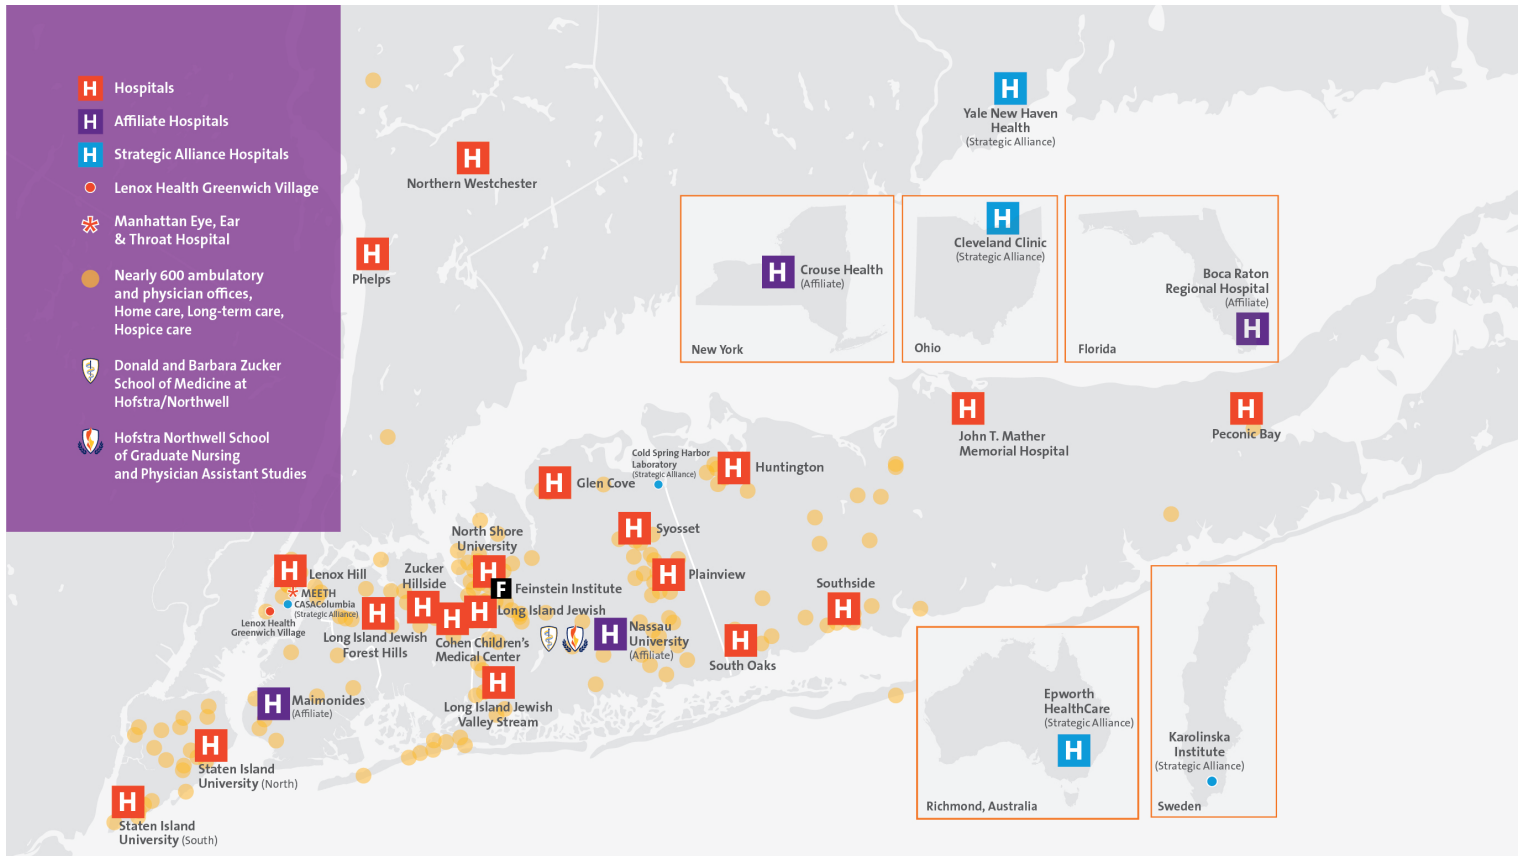 H Hospitals
H Affiliate Hospitals
H Strategic Alliance Hospitals
Lenox Health Greenwich Village
Manhattan Eye, Ear
& Throat Hospital
Nearly 600 ambulatory
and physician offices,
Home care, Long-term care,
Hospice care
Donald and Barbara Zucker
School of Medicine at
Hofstra/Northwell
Hofstra Northwell School
of Graduate Nursing
and Physician Assistant Studies
H
Yale New Haven
Health
(Strategic Alliance)
H
Northern Westchester
H
Phelps
H Crouse Health
(Affiliate)
New York
H
Cleveland Clinic
(Strategic Alliance)
Ohio
Boca Raton
Regional Hospital
(Affiliate)
H
Florida
H
John T. Mather
Memorial Hospital
H
Peconic Bay
Cold Spring Harbor
Laboratory
(Strategic Alliance)
H Huntington
H Glen Cove
H Syosset
North Shore
University
H
F Feinstein Institute
H Plainview
H Lenox Hill
MEETH
CASAColumbia
(Strategic Alliance)
Lenox Health
Greenwich Village
Zucker
Hillside
H
H
Long Island Jewish
Forest Hills
H Long Island Jewish
H
Cohen Children's
Medical Center
H Nassau
University
(Affiliate)
Southside
H
H
South Oaks
H
Long Island Jewish
Valley Stream
H Maimonides
(Affiliate)
H
Staten Island
University (North)
H
Staten Island
University (South)
Epworth
HealthCare
(Strategic Alliance)
H
Richmond, Australia
Karolinska
Institute
(Strategic Alliance)
Sweden